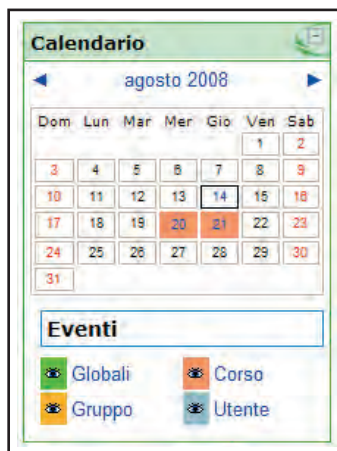 Calendario
◄ agosto 2008 ►
Dom Lun Mar Mer Gio Ven Sab
1 2
3 4 5 6 7 8 9
10 11 12 13 14 15 16
17 18 19 20 21 22 23
24 25 26 27 28 29 30
31
Eventi
Globali Corso
Gruppo Utente